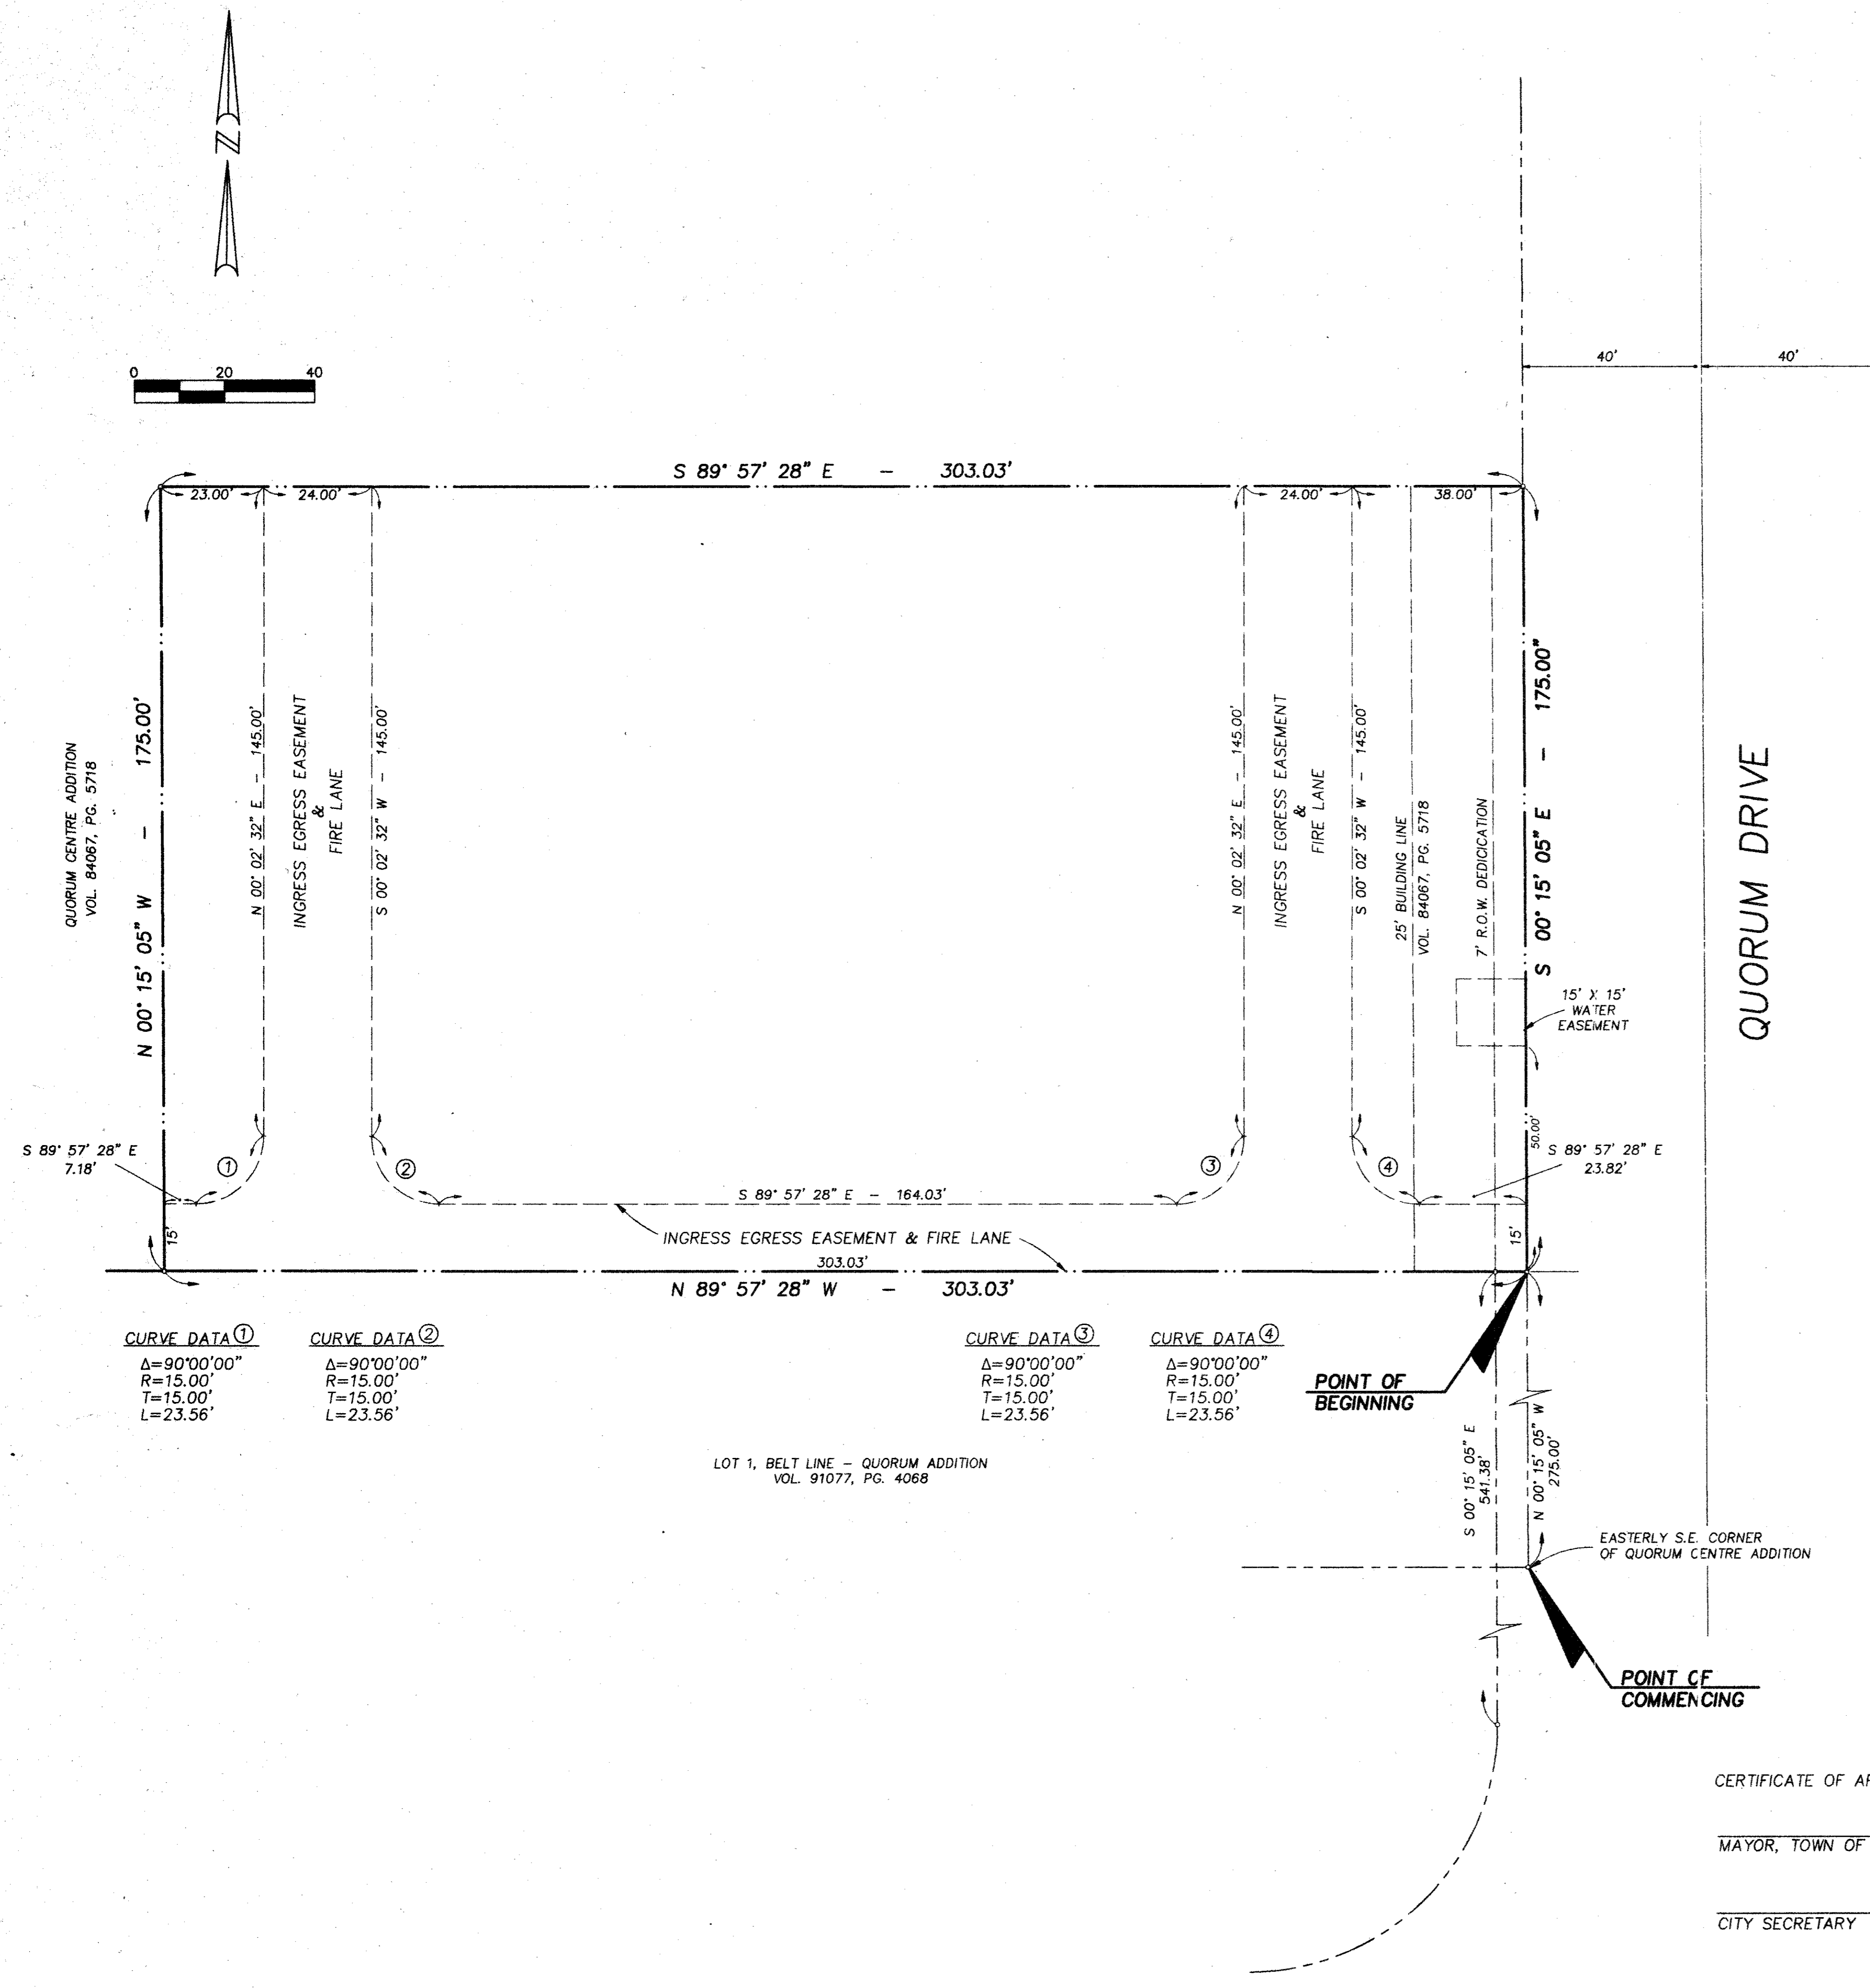 N
0 20 40
40' 40'
S 89° 57' 28" E - 303.03'
23.00' 24.00' 24.00' 38.00'
QUORUM CENTRE ADDITION
VOL. 84067, PG. 5718
N 00° 15' 05" W - 175.00'
N 00° 02' 32" E - 145.00'
INGRESS EGRESS EASEMENT
&
FIRE LANE
S 00° 02' 32" W - 145.00'
N 00° 02' 32" E - 145.00'
INGRESS EGRESS EASEMENT
&
FIRE LANE
S 00° 02' 32" W - 145.00'
25' BUILDING LINE
VOL. 84067, PG. 5718
7' R.O.W. DEDICICATION
S 00° 15' 05" E - 175.00"
QUORUM DRIVE
15' X 15'
WATER
EASEMENT
50.00'
S 89° 57' 28" E
7.18'
1
2
3
4
S 89° 57' 28" E
23.82'
S 89° 57' 28" E - 164.03'
15'
15'
INGRESS EGRESS EASEMENT & FIRE LANE
303.03'
N 89° 57' 28" W - 303.03'
CURVE DATA 1
Δ=90°00'00"
R=15.00'
T=15.00'
L=23.56'
CURVE DATA 2
Δ=90°00'00"
R=15.00'
T=15.00'
L=23.56'
CURVE DATA 3
Δ=90°00'00"
R=15.00'
T=15.00'
L=23.56'
CURVE DATA 4
Δ=90°00'00"
R=15.00'
T=15.00'
L=23.56'
POINT OF
BEGINNING
LOT 1, BELT LINE - QUORUM ADDITION
VOL. 91077, PG. 4068
S 00° 15' 05" E
541.38'
N 00° 15' 05" W
275.00'
EASTERLY S.E. CORNER
OF QUORUM CENTRE ADDITION
POINT OF
COMMENCING
CERTIFICATE OF AP
MAYOR, TOWN OF
CITY SECRETARY